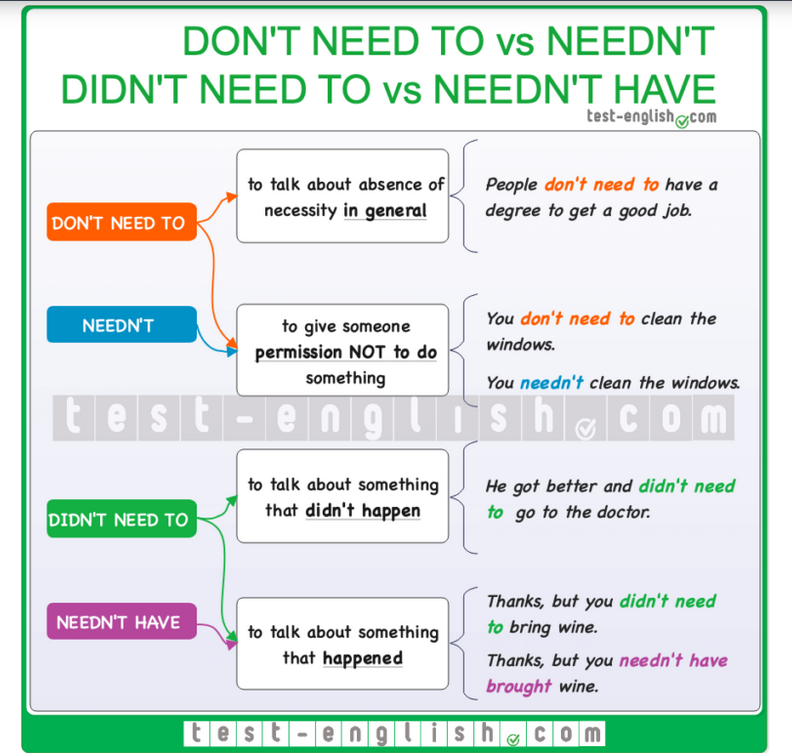 DON'T NEED TO vs NEEDN'T
DIDN'T NEED TO vs NEEDN'T HAVE
test-english com
DON'T NEED TO
to talk about absence of
necessity in general
People don't need to have a
degree to get a good job.
NEEDN'T
to give someone
permission NOT to do
something
You don't need to clean the
windows.
You needn't clean the windows.
test-english com
DIDN'T NEED TO
to talk about something
that didn't happen
He got better and didn't need
to go to the doctor.
NEEDN'T HAVE
to talk about something
that happened
Thanks, but you didn't need
to bring wine.
Thanks, but you needn't have
brought wine.
test-english com